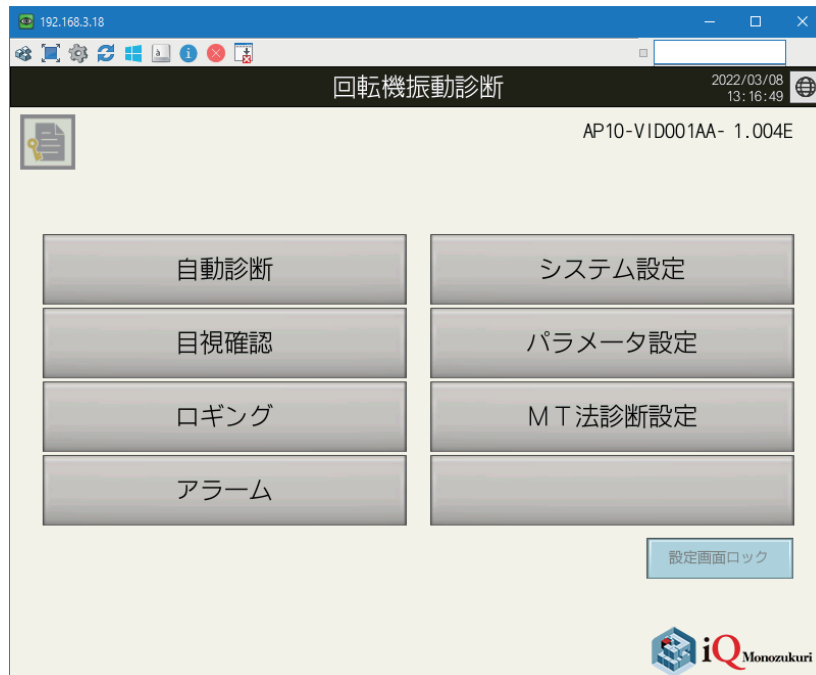 192.168.3.18
回転機振動診断
2022/03/08
13:16:49
AP10-VID001AA- 1.004E
自動診断
システム設定
目視確認
パラメータ設定
ロギング
ＭＴ法診断設定
アラーム
設定画面ロック
iQ Monozukuri